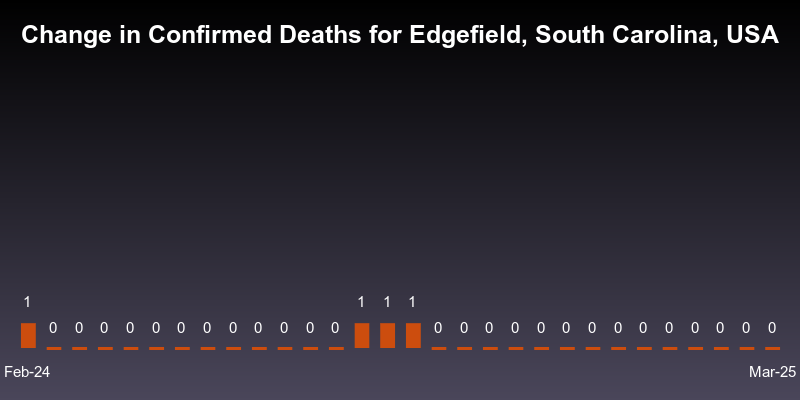 Change in Confirmed Deaths for Edgefield, South Carolina, USA
1 1 1 1
0 0 0 0 0 0 0 0 0 0 0 0 0 0 0 0 0 0 0 0 0 0 0 0 0 0
Feb-24 Mar-25